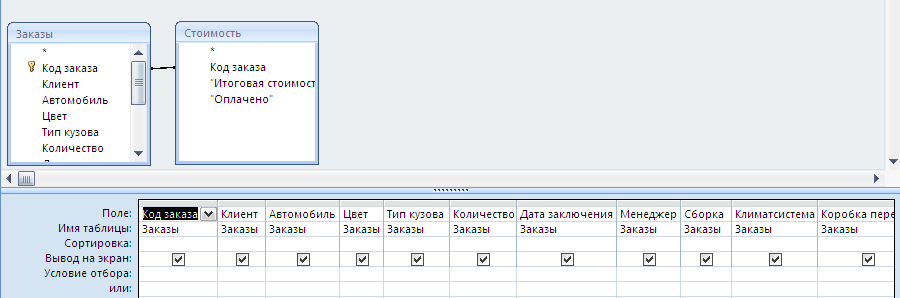 Заказы
*
Код заказа
Клиент
Автомобиль
Цвет
Тип кузова
Количество
Стоимость
*
Код заказа
"Итоговая стоимост
"Оплачено"
Поле: Код заказа Клиент Автомобиль Цвет Тип кузова Количество Дата заключения Менеджер Сборка Климатсистема Коробка пере
Имя таблицы: Заказы Заказы Заказы Заказы Заказы Заказы Заказы Заказы Заказы Заказы Заказы
Сортировка:
Вывод на экран:
Условие отбора:
или: